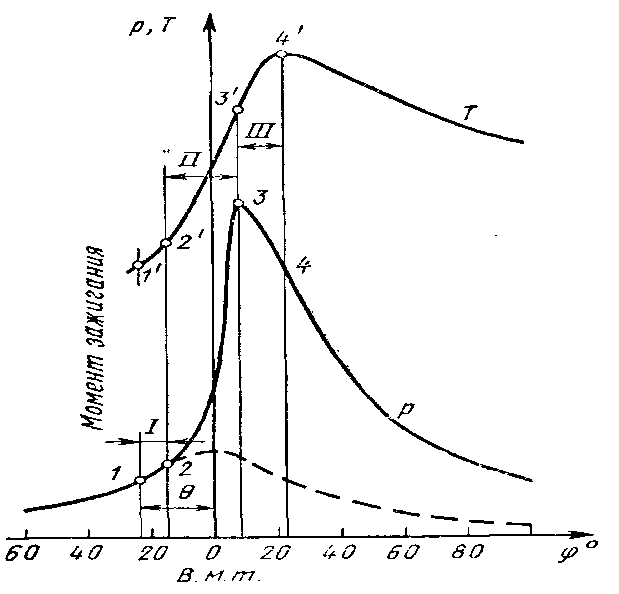 p, T
4'
3'
III
T
II
2'
1'
3
4
Момент зажигания
I
p
1
2
θ
60 40 20 0 20 40 60 80 φ°
В.м.т.